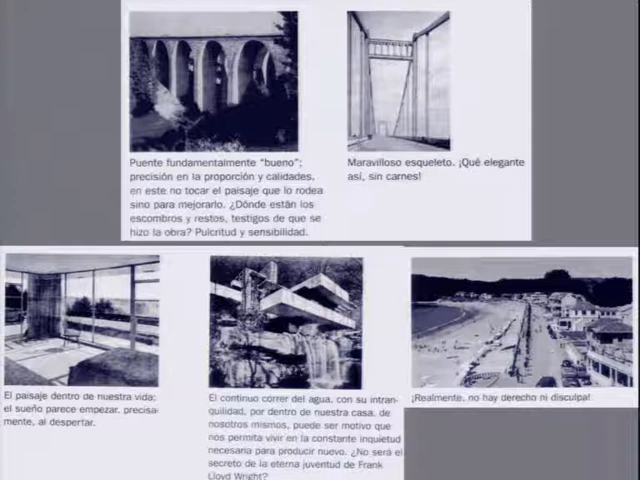 Puente fundamentalmente "bueno";
precisión en la proporción y calidades,
en este no tocar el paisaje que lo rodea
sino para mejorarlo. ¿Dónde están los
escombros y restos, testigos de que se
hizo la obra? Pulcritud y sensibilidad.
Maravilloso esqueleto. ¡Qué elegante
así, sin carnes!
El paisaje dentro de nuestra vida;
el sueño parece empezar, precisa-
mente, al despertar.
El continuo correr del agua, con su intran-
quilidad, por dentro de nuestra casa, de
nosotros mismos, puede ser motivo que
nos permita vivir en la constante inquietud
necesaria para producir nuevo. ¿No será el
secreto de la eterna juventud de Frank
Lloyd Wright?
¡Realmente, no hay derecho ni disculpa!